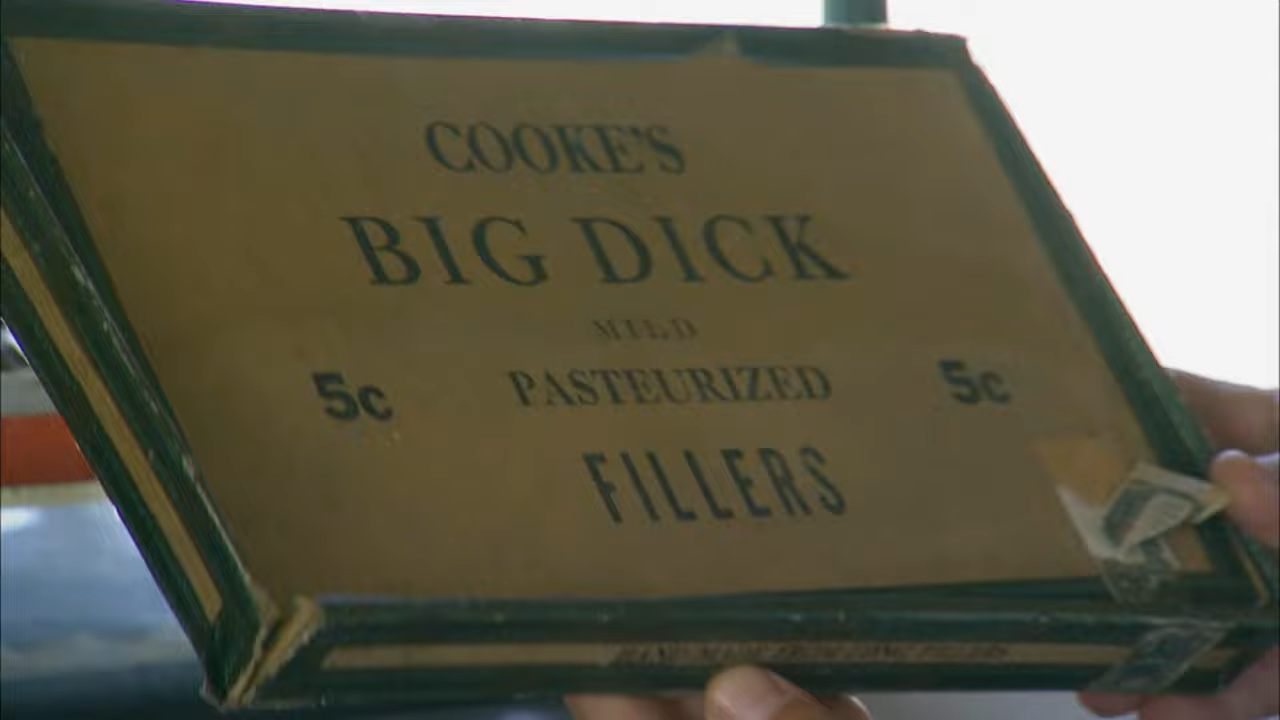 COOKE'S
BIG DICK
MILD
5c PASTEURIZED 5c
FILLERS